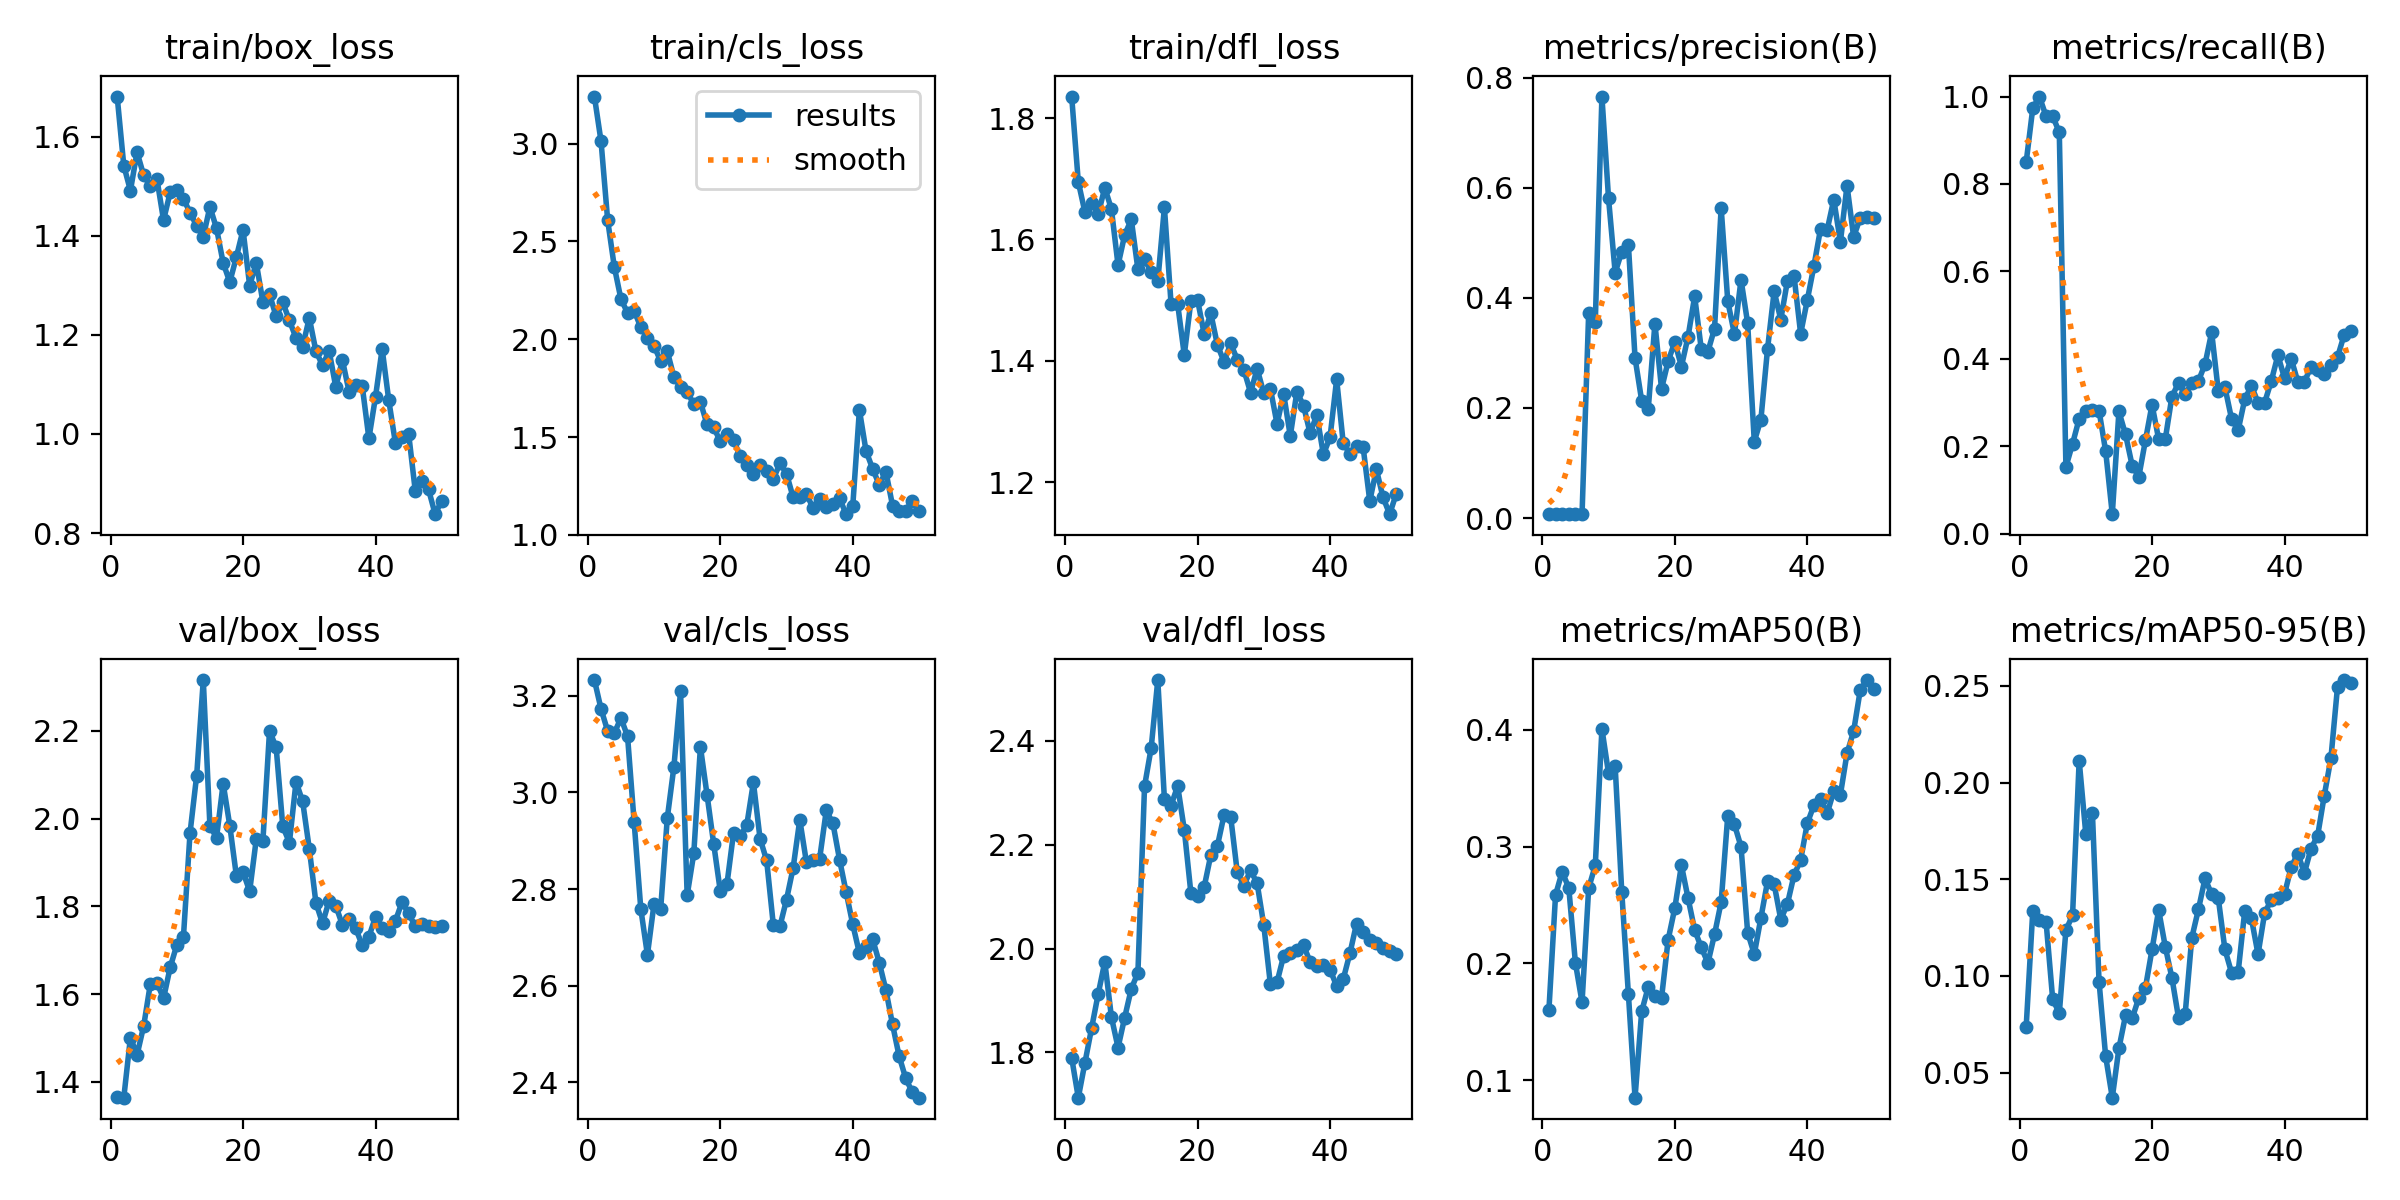 train/box_loss
1.6
1.4
1.2
1.0
0.8
0 20 40
train/cls_loss
results
smooth
3.0
2.5
2.0
1.5
1.0
0 20 40
train/dfl_loss
1.8
1.6
1.4
1.2
0 20 40
metrics/precision(B)
0.8
0.6
0.4
0.2
0.0
0 20 40
metrics/recall(B)
1.0
0.8
0.6
0.4
0.2
0.0
0 20 40
val/box_loss
2.2
2.0
1.8
1.6
1.4
0 20 40
val/cls_loss
3.2
3.0
2.8
2.6
2.4
0 20 40
val/dfl_loss
2.4
2.2
2.0
1.8
0 20 40
metrics/mAP50(B)
0.4
0.3
0.2
0.1
0 20 40
metrics/mAP50-95(B)
0.25
0.20
0.15
0.10
0.05
0 20 40